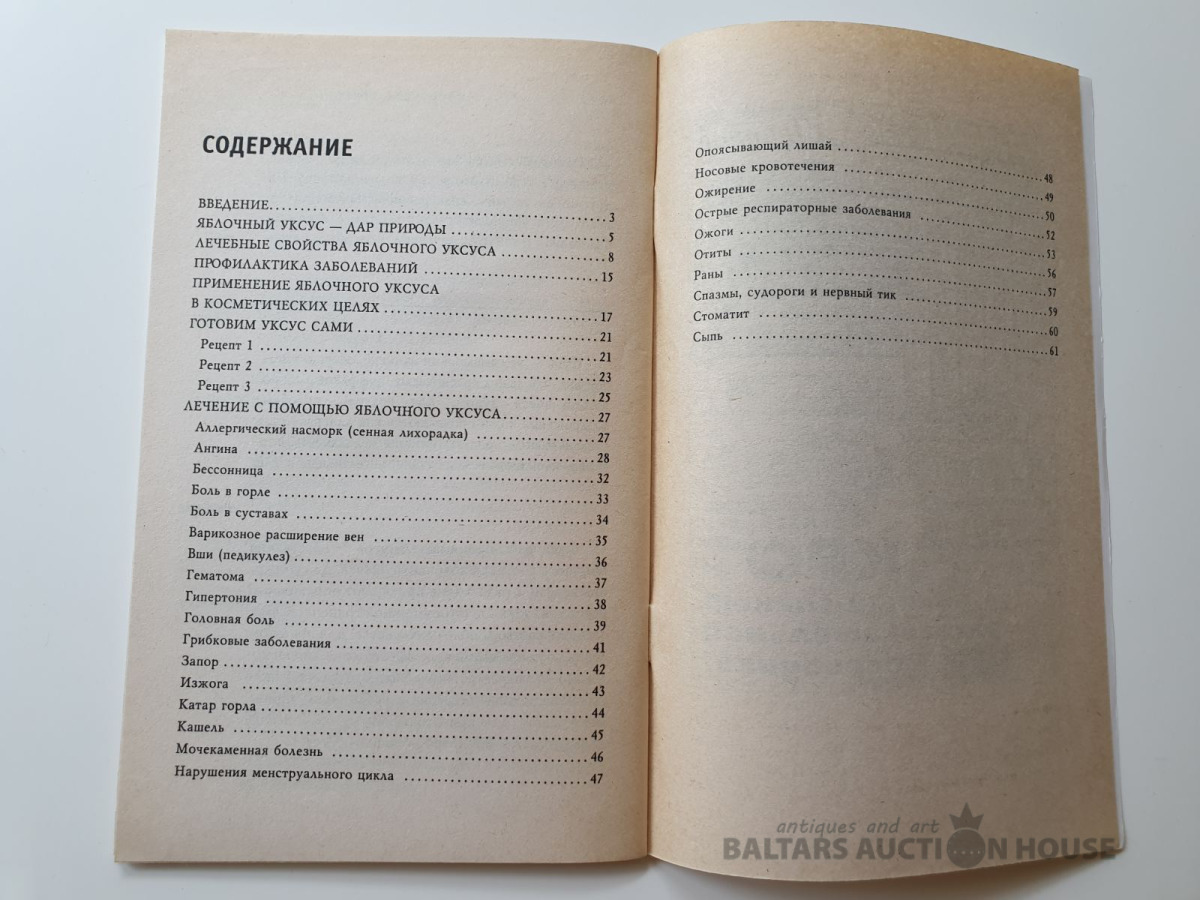 СОДЕРЖАНИЕ
ВВЕДЕНИЕ.......................................................3
ЯБЛОЧНЫЙ УКСУС — ДАР ПРИРОДЫ .........................5
ЛЕЧЕБНЫЕ СВОЙСТВА ЯБЛОЧНОГО УКСУСА ................8
ПРОФИЛАКТИКА ЗАБОЛЕВАНИЙ ...........................15
ПРИМЕНЕНИЕ ЯБЛОЧНОГО УКСУСА
В КОСМЕТИЧЕСКИХ ЦЕЛЯХ ................................17
ГОТОВИМ УКСУС САМИ ....................................21
Рецепт 1 ..................................................21
Рецепт 2 ..................................................23
Рецепт 3 ..................................................25
ЛЕЧЕНИЕ С ПОМОЩЬЮ ЯБЛОЧНОГО УКСУСА..............27
Аллергический насморк (сенная лихорадка) .................27
Ангина ....................................................28
Бессонница ................................................32
Боль в горле ..............................................33
Боль в суставах ...........................................34
Варикозное расширение вен ................................35
Вши (педикулез) ...........................................36
Гематома ..................................................37
Гипертония ................................................38
Головная боль .............................................39
Грибковые заболевания .....................................41
Запор .....................................................42
Изжога ....................................................43
Катар горла ...............................................44
Кашель ....................................................45
Мочекаменная болезнь .....................................46
Нарушения менструального цикла ...........................47
Опоясывающий лишай ......................................48
Носовые кровотечения .....................................49
Ожирение .................................................50
Острые респираторные заболевания .........................52
Ожоги .....................................................53
Отиты .....................................................56
Раны ......................................................57
Спазмы, судороги и нервный тик ...........................59
Стоматит ..................................................60
Сыпь ......................................................61
antiques and art
BALTARS AUCTION HOUSE